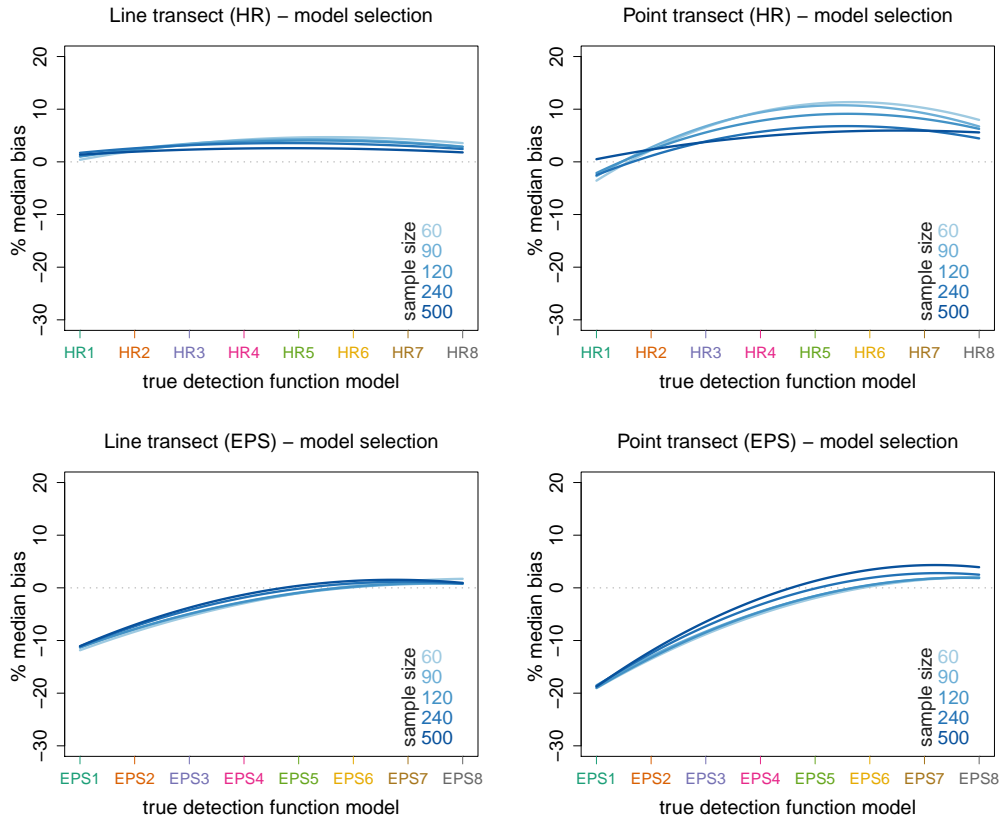 Line transect (HR) − model selection
% median bias
20
10
0
−10
−20
−30
sample size
60
90
120
240
500
HR1 HR2 HR3 HR4 HR5 HR6 HR7 HR8
true detection function model
Point transect (HR) − model selection
% median bias
20
10
0
−10
−20
−30
sample size
60
90
120
240
500
HR1 HR2 HR3 HR4 HR5 HR6 HR7 HR8
true detection function model
Line transect (EPS) − model selection
% median bias
20
10
0
−10
−20
−30
sample size
60
90
120
240
500
EPS1 EPS2 EPS3 EPS4 EPS5 EPS6 EPS7 EPS8
true detection function model
Point transect (EPS) − model selection
% median bias
20
10
0
−10
−20
−30
sample size
60
90
120
240
500
EPS1 EPS2 EPS3 EPS4 EPS5 EPS6 EPS7 EPS8
true detection function model